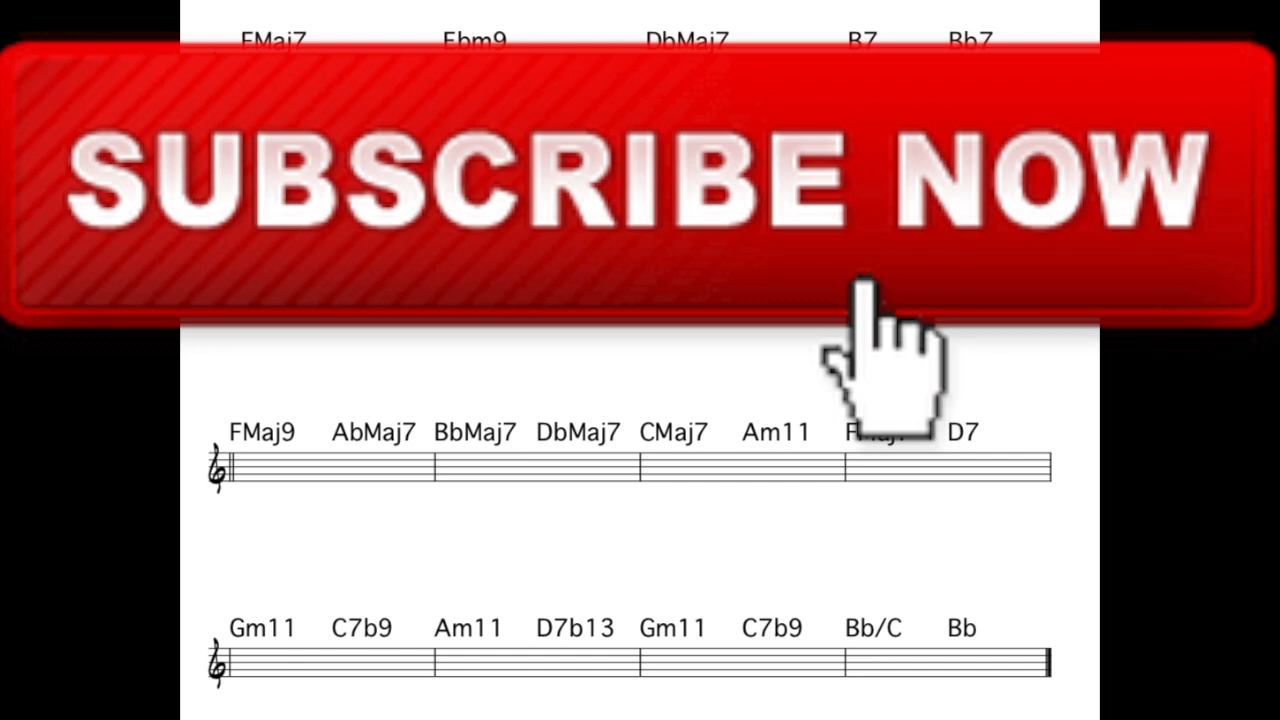 FMaj7 Ebm9 DbMaj7 B7 Bb7
SUBSCRIBE NOW
FMaj9 AbMaj7 BbMaj7 DbMaj7 CMaj7 Am11 FMaj7 D7
Gm11 C7b9 Am11 D7b13 Gm11 C7b9 Bb/C Bb